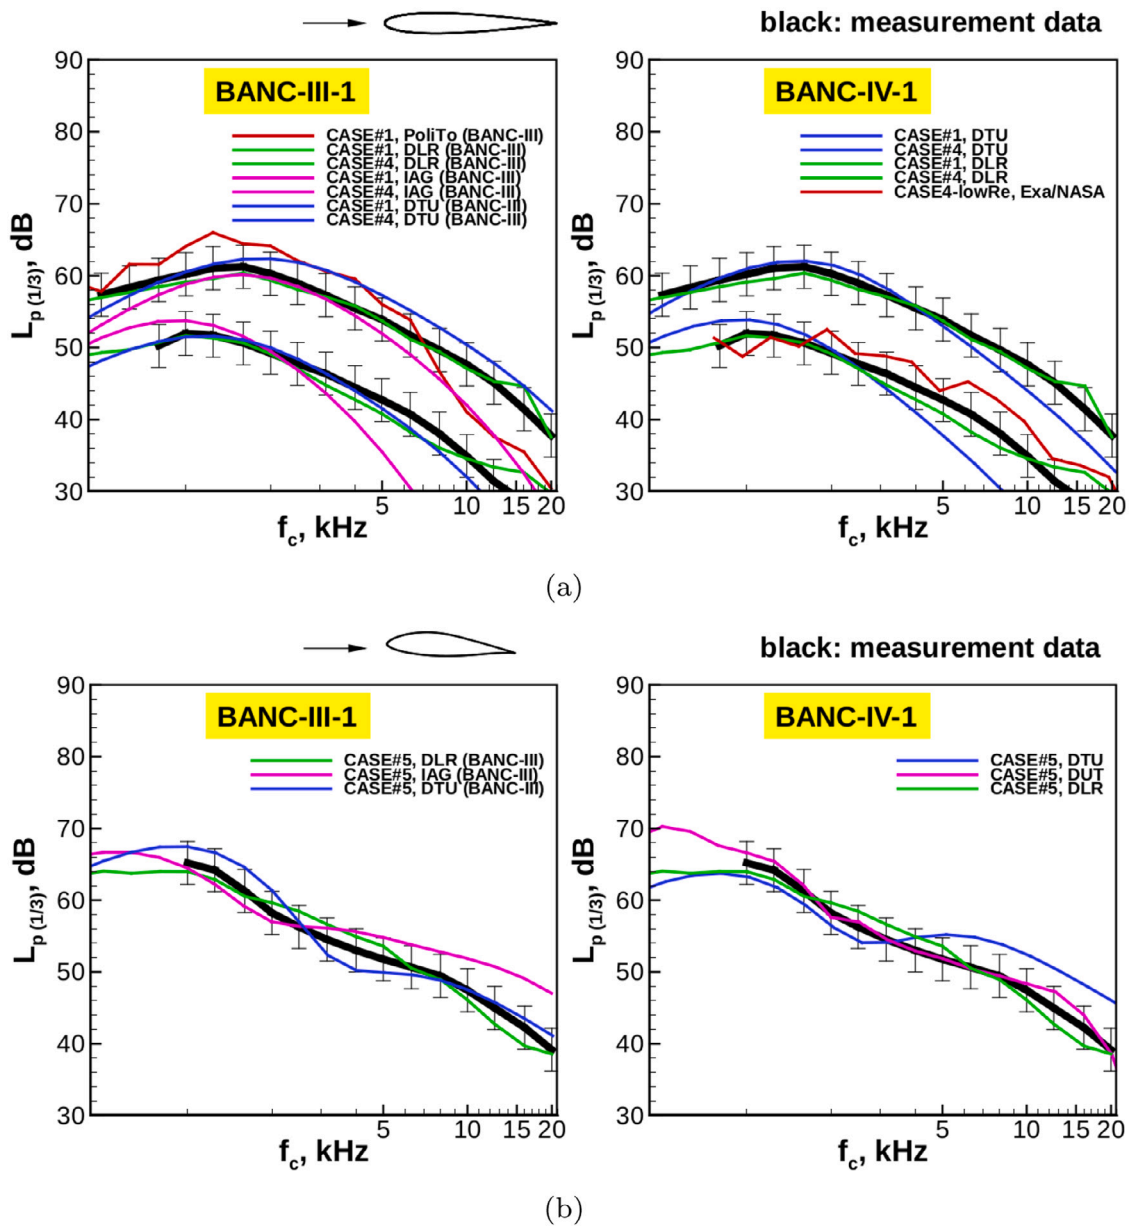 black: measurement data
BANC-III-1
CASE#1, PoliTo (BANC-III)
CASE#1, DLR (BANC-III)
CASE#4, DLR (BANC-III)
CASE#1, IAG (BANC-III)
CASE#4, IAG (BANC-III)
CASE#1, DTU (BANC-III)
CASE#4, DTU (BANC-III)
90
80
70
60
50
40
30
Lp (1/3), dB
5 10 15 20
fc, kHz
BANC-IV-1
CASE#1, DTU
CASE#4, DTU
CASE#1, DLR
CASE#4, DLR
CASE4-lowRe, Exa/NASA
90
80
70
60
50
40
30
Lp (1/3), dB
5 10 15 20
fc, kHz
(a)
black: measurement data
BANC-III-1
CASE#5, DLR (BANC-III)
CASE#5, IAG (BANC-III)
CASE#5, DTU (BANC-III)
90
80
70
60
50
40
30
Lp (1/3), dB
5 10 15 20
fc, kHz
BANC-IV-1
CASE#5, DTU
CASE#5, DUT
CASE#5, DLR
90
80
70
60
50
40
30
Lp (1/3), dB
5 10 15 20
fc, kHz
(b)